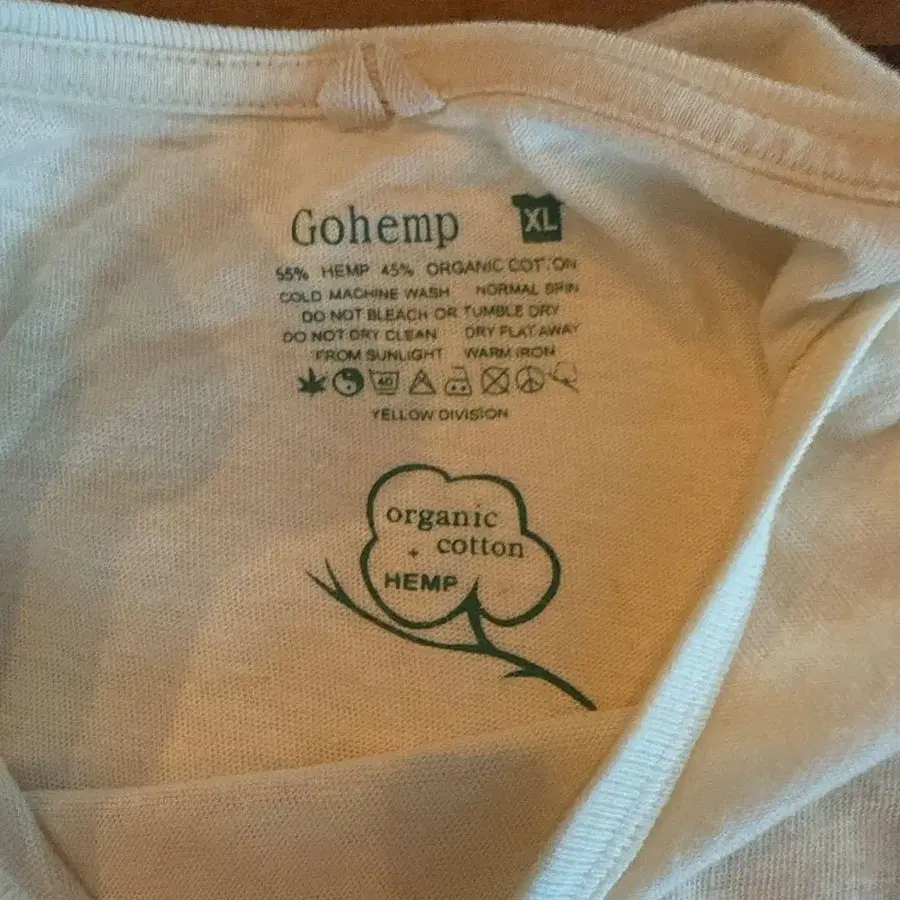 Gohemp XL
55% HEMP 45% ORGANIC COTTON
COLD MACHINE WASH NORMAL SPIN
DO NOT BLEACH OR TUMBLE DRY
DO NOT DRY CLEAN DRY FLAT AWAY
FROM SUNLIGHT WARM IRON
40
YELLOW DIVISION
organic
+ cotton
HEMP